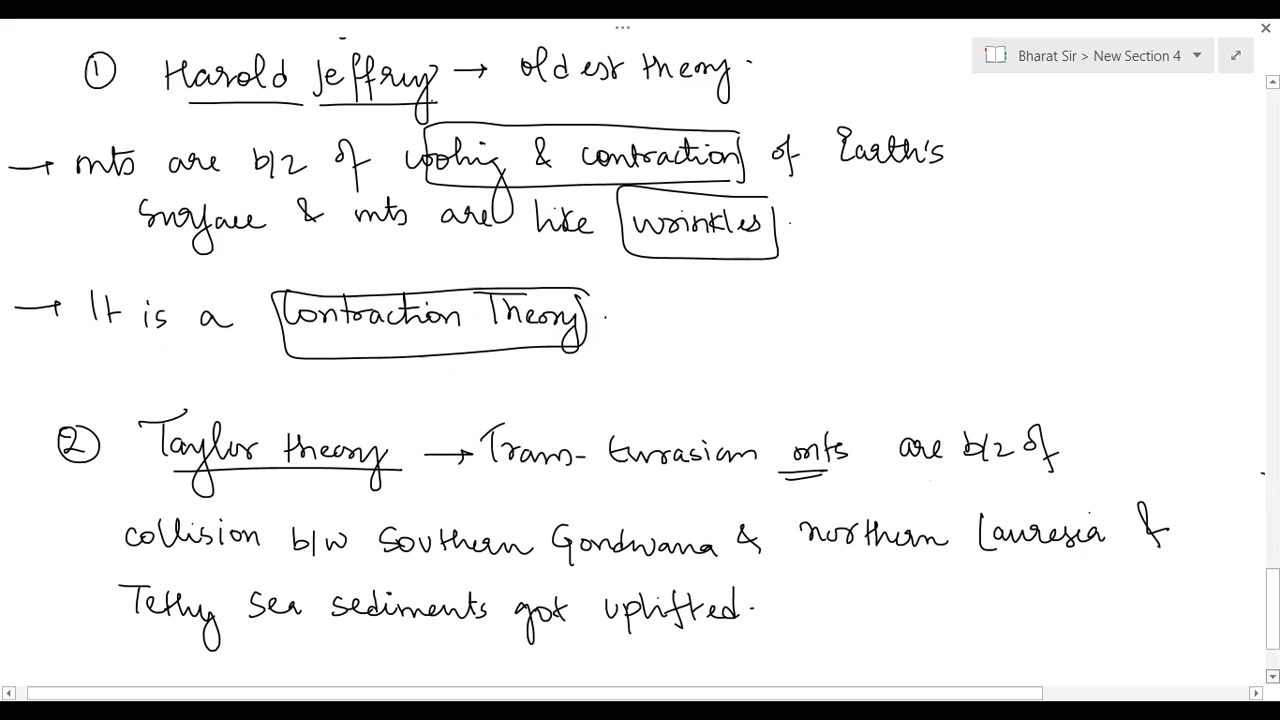 Bharat Sir > New Section 4
① Harold Jeffry → oldest theory.
→ mts are b/z of cooling & contraction of Earth's
surface & mts are like wrinkles.
→ It is a Contraction Theory.
② Taylor theory → Trans-Eurasian mts are b/z of
collision b/w Southern Gondwana & northern Lauresia &
Tethy sea sediments got uplifted.